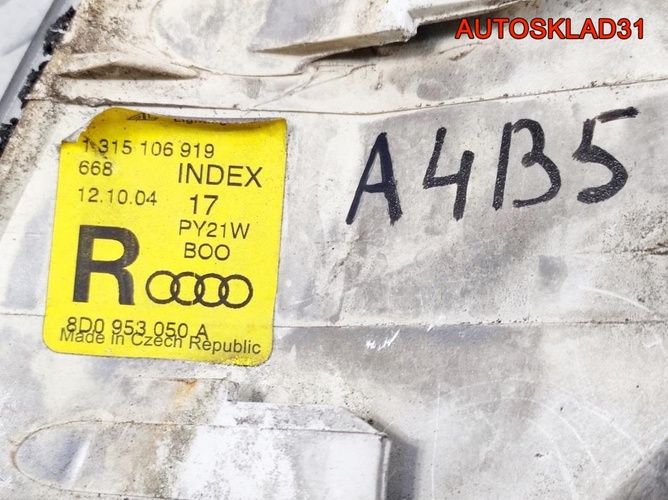 AUTOSKLAD31
1 315 106 919
668 INDEX
12.10.04 17
PY21W
BOO
R
8D0 953 050 A
Made in Czech Republic
A4B5